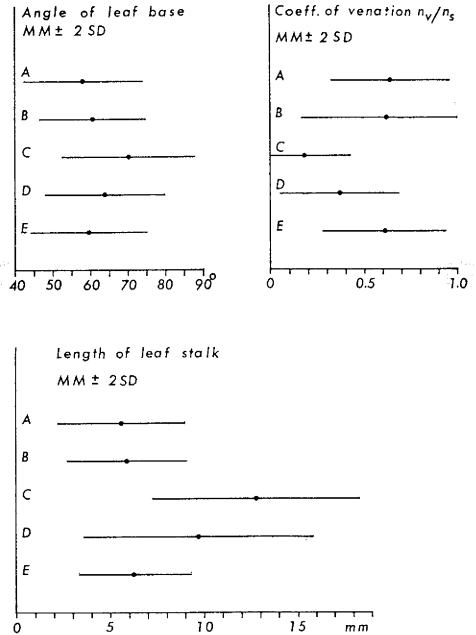 Angle of leaf base
MM ± 2 SD
A
B
C
D
E
40 50 60 70 80 90°
Coeff. of venation nv/ns
MM ± 2 SD
A
B
C
D
E
0 0.5 1.0
Length of leaf stalk
MM ± 2 SD
A
B
C
D
E
0 5 10 15 mm